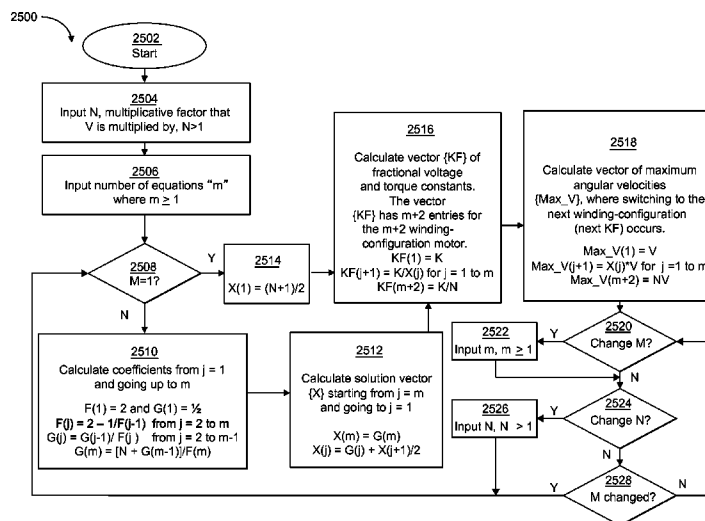 2500
2502
Start
2504
Input N, multiplicative factor that
V is multiplied by, N>1
2506
Input number of equations "m"
where m ≥ 1
2508
M=1?
Y
N
2514
X(1) = (N+1)/2
2510
Calculate coefficients from j = 1
and going up to m
F(1) = 2 and G(1) = ½
F(j) = 2 – 1/F(j-1) from j = 2 to m
G(j) = G(j-1)/ F(j ) from j = 2 to m-1
G(m) = [N + G(m-1)]/F(m)
2512
Calculate solution vector
{X} starting from j = m
and going to j = 1
X(m) = G(m)
X(j) = G(j) + X(j+1)/2
2516
Calculate vector {KF} of
fractional voltage
and torque constants.
The vector
{KF} has m+2 entries for
the m+2 winding-
configuration motor.
KF(1) = K
KF(j+1) = K/X(j) for j = 1 to m
KF(m+2) = K/N
2518
Calculate vector of maximum
angular velocities
{Max_V}, where switching to the
next winding-configuration
(next KF) occurs.
Max_V(1) = V
Max_V(j+1) = X(j)*V for j =1 to m
Max_V(m+2) = NV
2520
Change M?
Y
N
2522
Input m, m ≥ 1
2524
Change N?
Y
N
2526
Input N, N > 1
2528
M changed?
Y
N